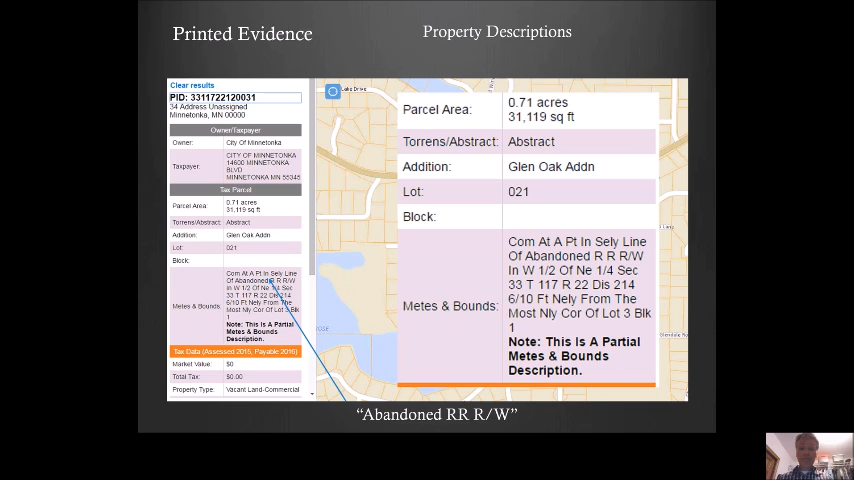 Printed Evidence
Property Descriptions
Clear results
PID: 3311722120031
34 Address Unassigned
Minnetonka, MN 00000
Owner/Taxpayer
Owner: City Of Minnetonka
Taxpayer: CITY OF MINNETONKA
14600 MINNETONKA
BLVD
MINNETONKA MN 55345
Tax Parcel
Parcel Area: 0.71 acres
31,119 sq ft
Torrens/Abstract: Abstract
Addition: Glen Oak Addn
Lot: 021
Block:
Metes & Bounds: Com At A Pt In Sely Line
Of Abandoned R R R/W
In W 1/2 Of Ne 1/4 Sec
33 T 117 R 22 Dis 214
6/10 Ft Nely From The
Most Nly Cor Of Lot 3 Blk
1
Note: This Is A Partial
Metes & Bounds
Description.
Tax Data (Assessed 2015, Payable 2016)
Market Value: $0
Total Tax: $0.00
Property Type: Vacant Land-Commercial
Lake Drive
Parcel Area: 0.71 acres
31,119 sq ft
Torrens/Abstract: Abstract
Addition: Glen Oak Addn
Lot: 021
Block:
Metes & Bounds: Com At A Pt In Sely Line
Of Abandoned R R R/W
In W 1/2 Of Ne 1/4 Sec
33 T 117 R 22 Dis 214
6/10 Ft Nely From The
Most Nly Cor Of Lot 3 Blk
1
Note: This Is A Partial
Metes & Bounds
Description.
Lane
Glendale
“Abandoned RR R/W”